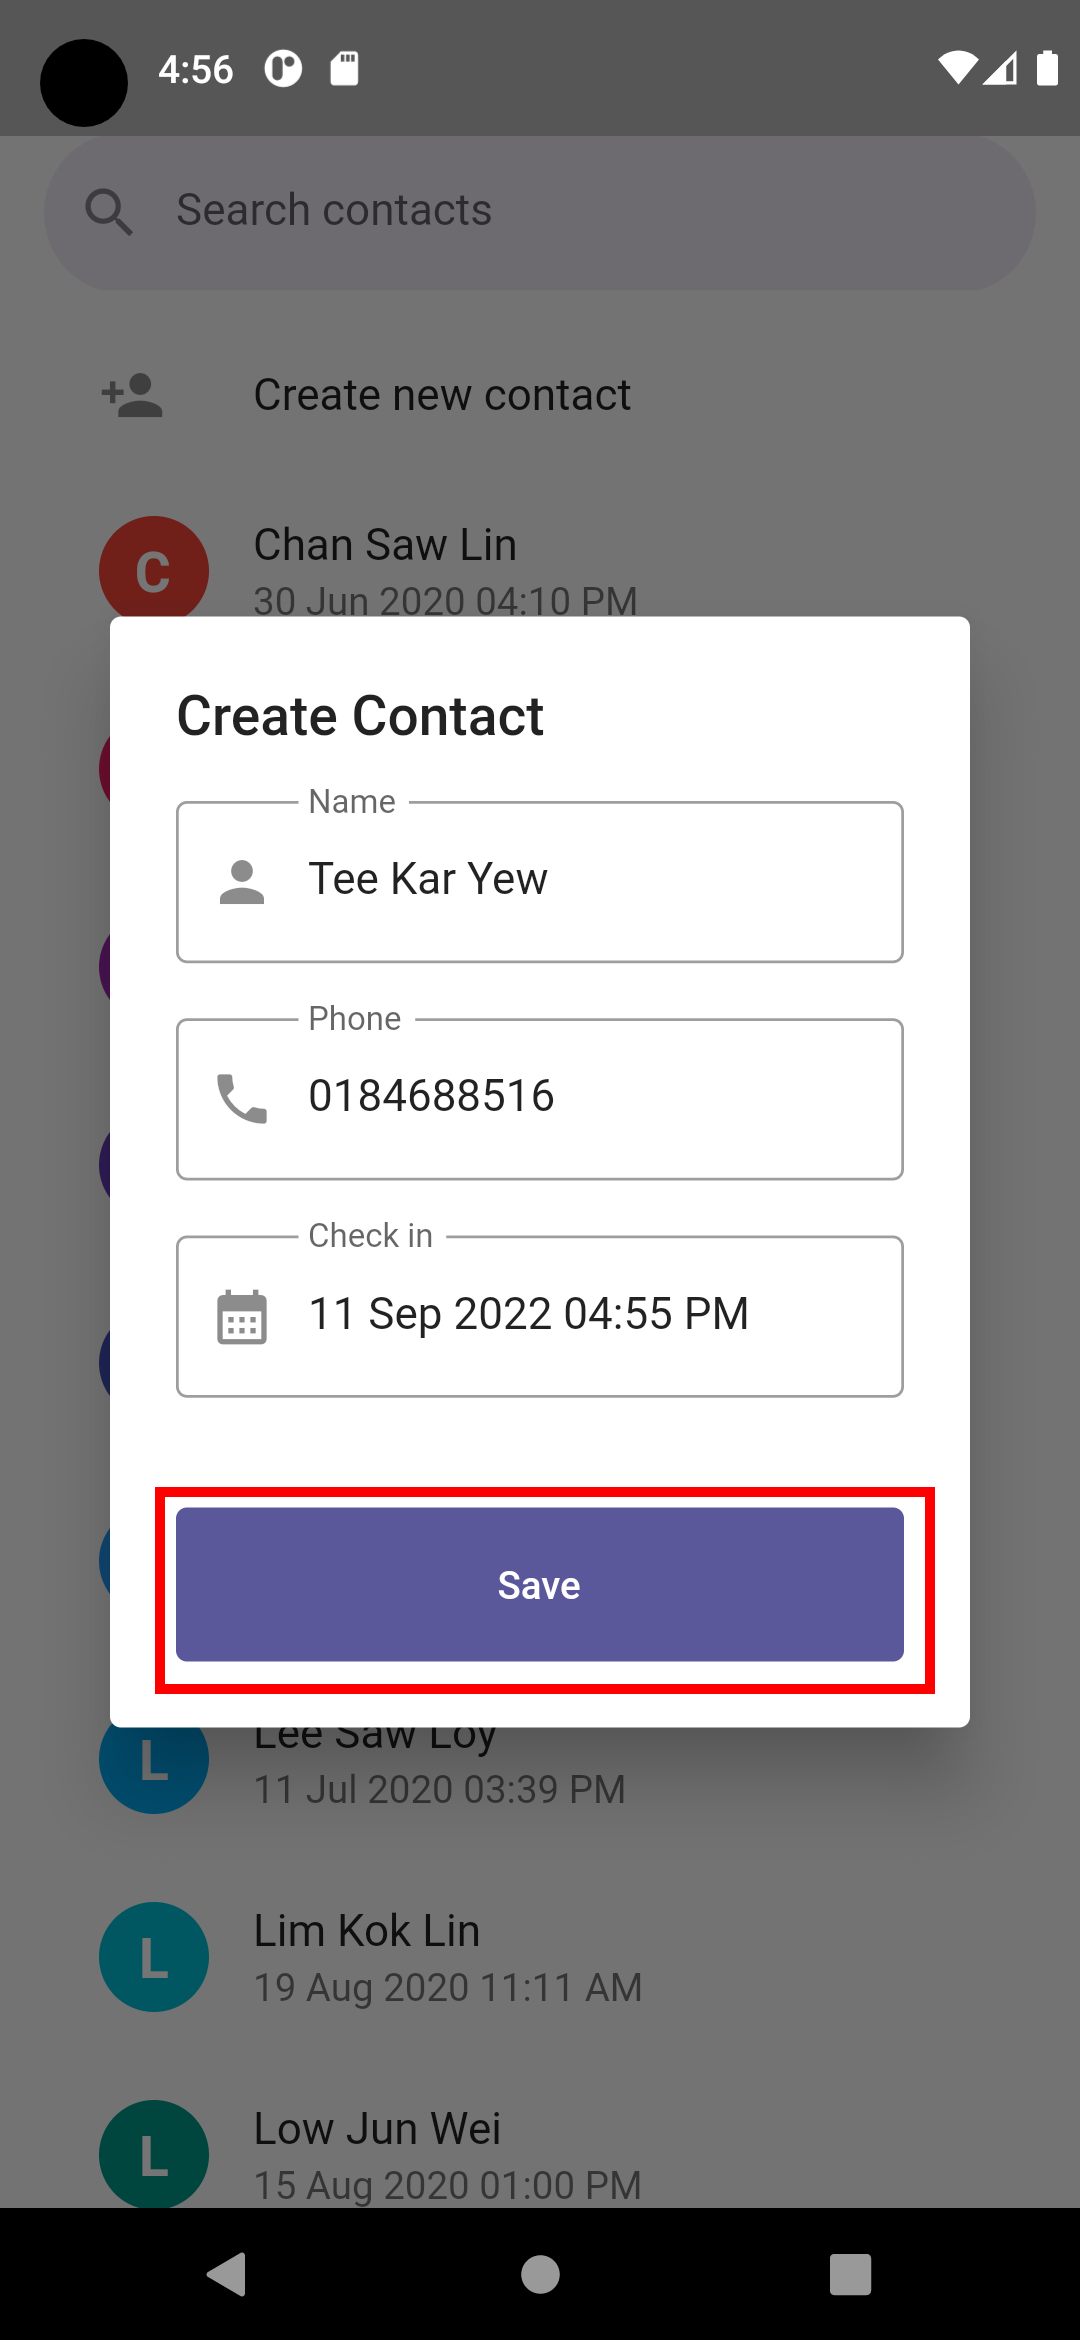 4:56
Search contacts
Create new contact
C
Chan Saw Lin
30 Jun 2020 04:10 PM
Create Contact
Name
Tee Kar Yew
Phone
0184688516
Check in
11 Sep 2022 04:55 PM
Save
L
Lee Saw Loy
11 Jul 2020 03:39 PM
L
Lim Kok Lin
19 Aug 2020 11:11 AM
L
Low Jun Wei
15 Aug 2020 01:00 PM